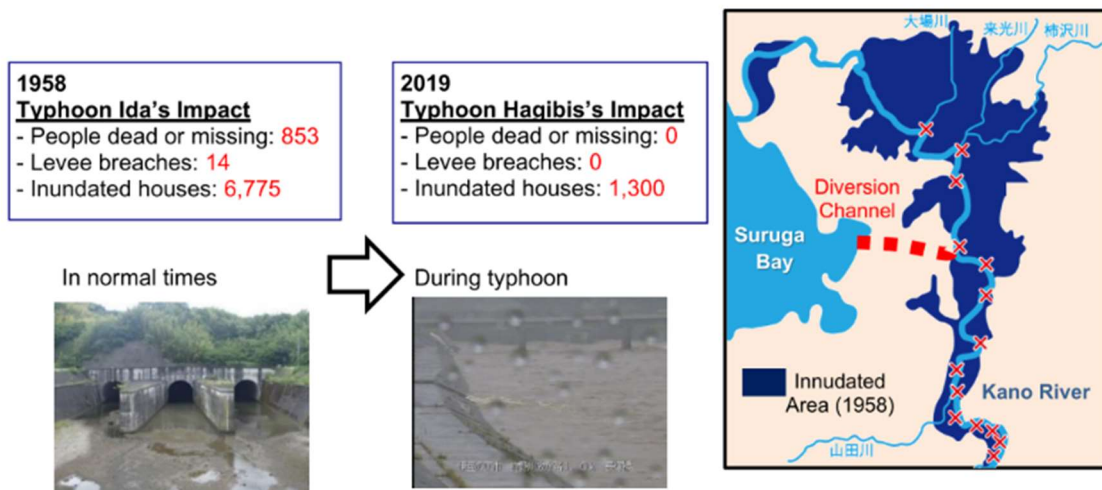 1958
Typhoon Ida's Impact
- People dead or missing: 853
- Levee breaches: 14
- Inundated houses: 6,775
2019
Typhoon Hagibis's Impact
- People dead or missing: 0
- Levee breaches: 0
- Inundated houses: 1,300
In normal times
During typhoon
大場川
来光川
柿沢川
Diversion
Channel
Suruga
Bay
Innudated
Area (1958)
Kano River
山田川